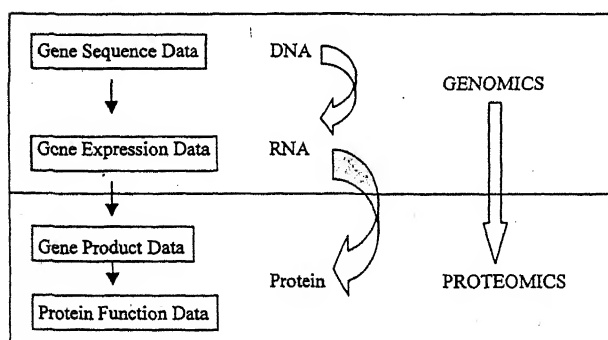 Gene Sequence Data
DNA
GENOMICS
Gene Expression Data
RNA
Gene Product Data
Protein
PROTEOMICS
Protein Function Data